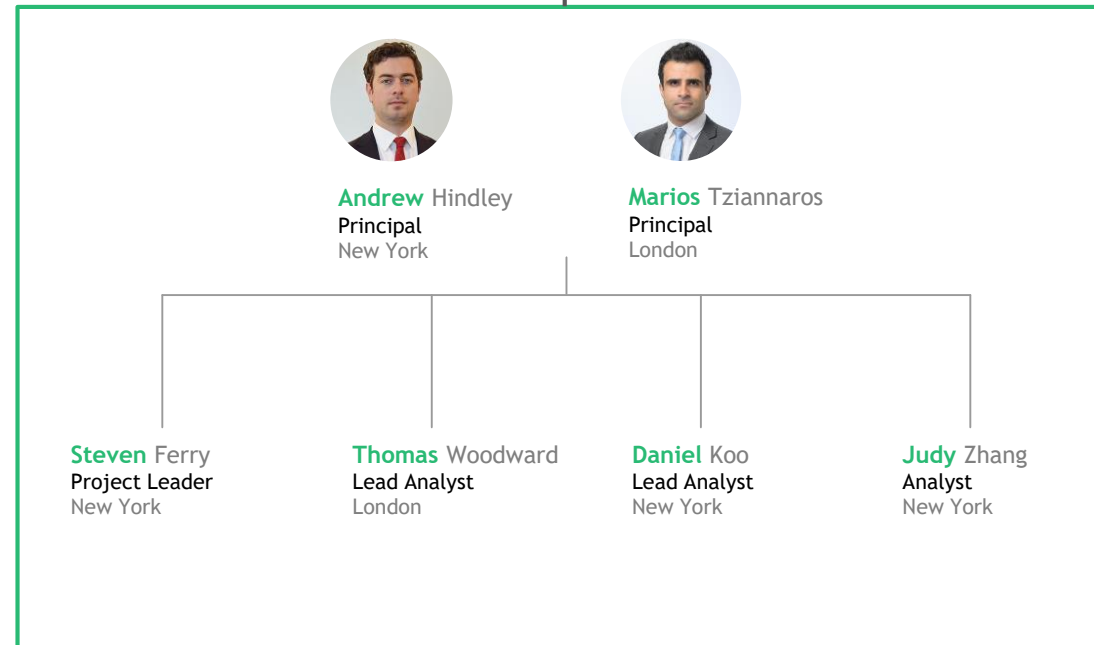 Andrew Hindley
Principal
New York
Marios Tziannaros
Principal
London
Steven Ferry
Project Leader
New York
Thomas Woodward
Lead Analyst
London
Daniel Koo
Lead Analyst
New York
Judy Zhang
Analyst
New York